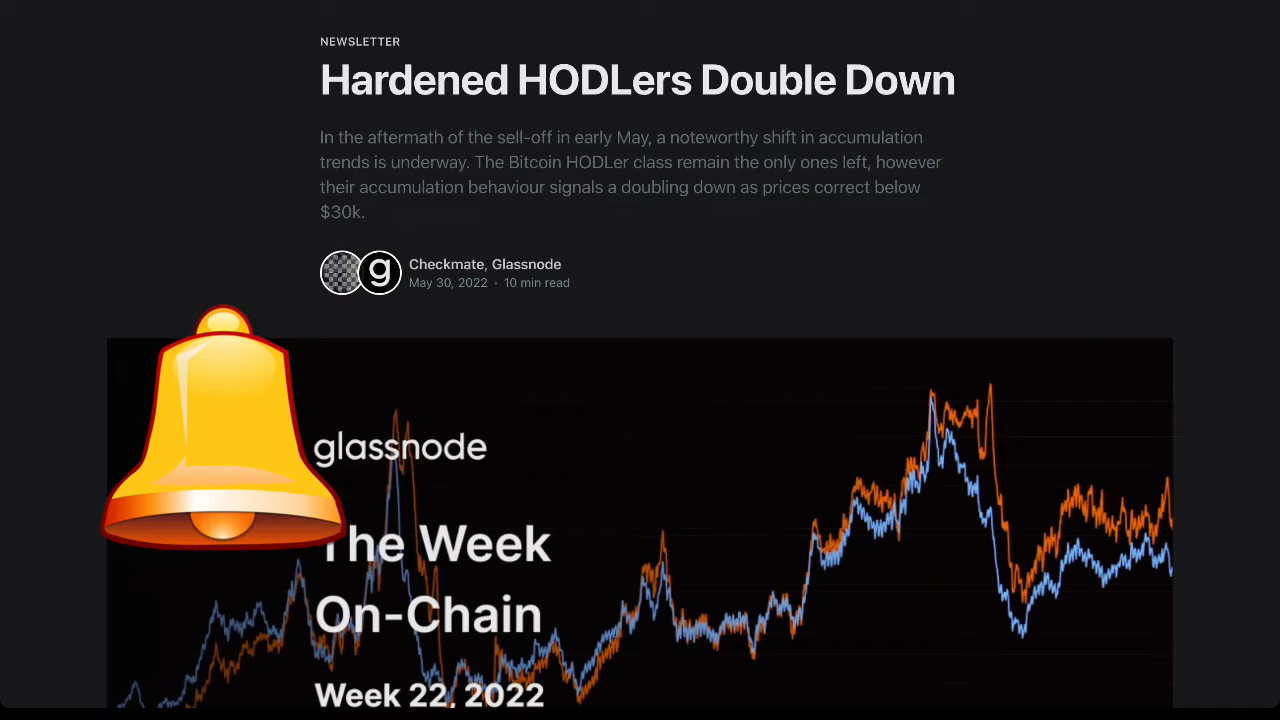 NEWSLETTER
Hardened HODLers Double Down
In the aftermath of the sell-off in early May, a noteworthy shift in accumulation
trends is underway. The Bitcoin HODLer class remain the only ones left, however
their accumulation behaviour signals a doubling down as prices correct below
$30k.
g
Checkmate, Glassnode
May 30, 2022 · 10 min read
glassnode
The Week
On-Chain
Week 22, 2022